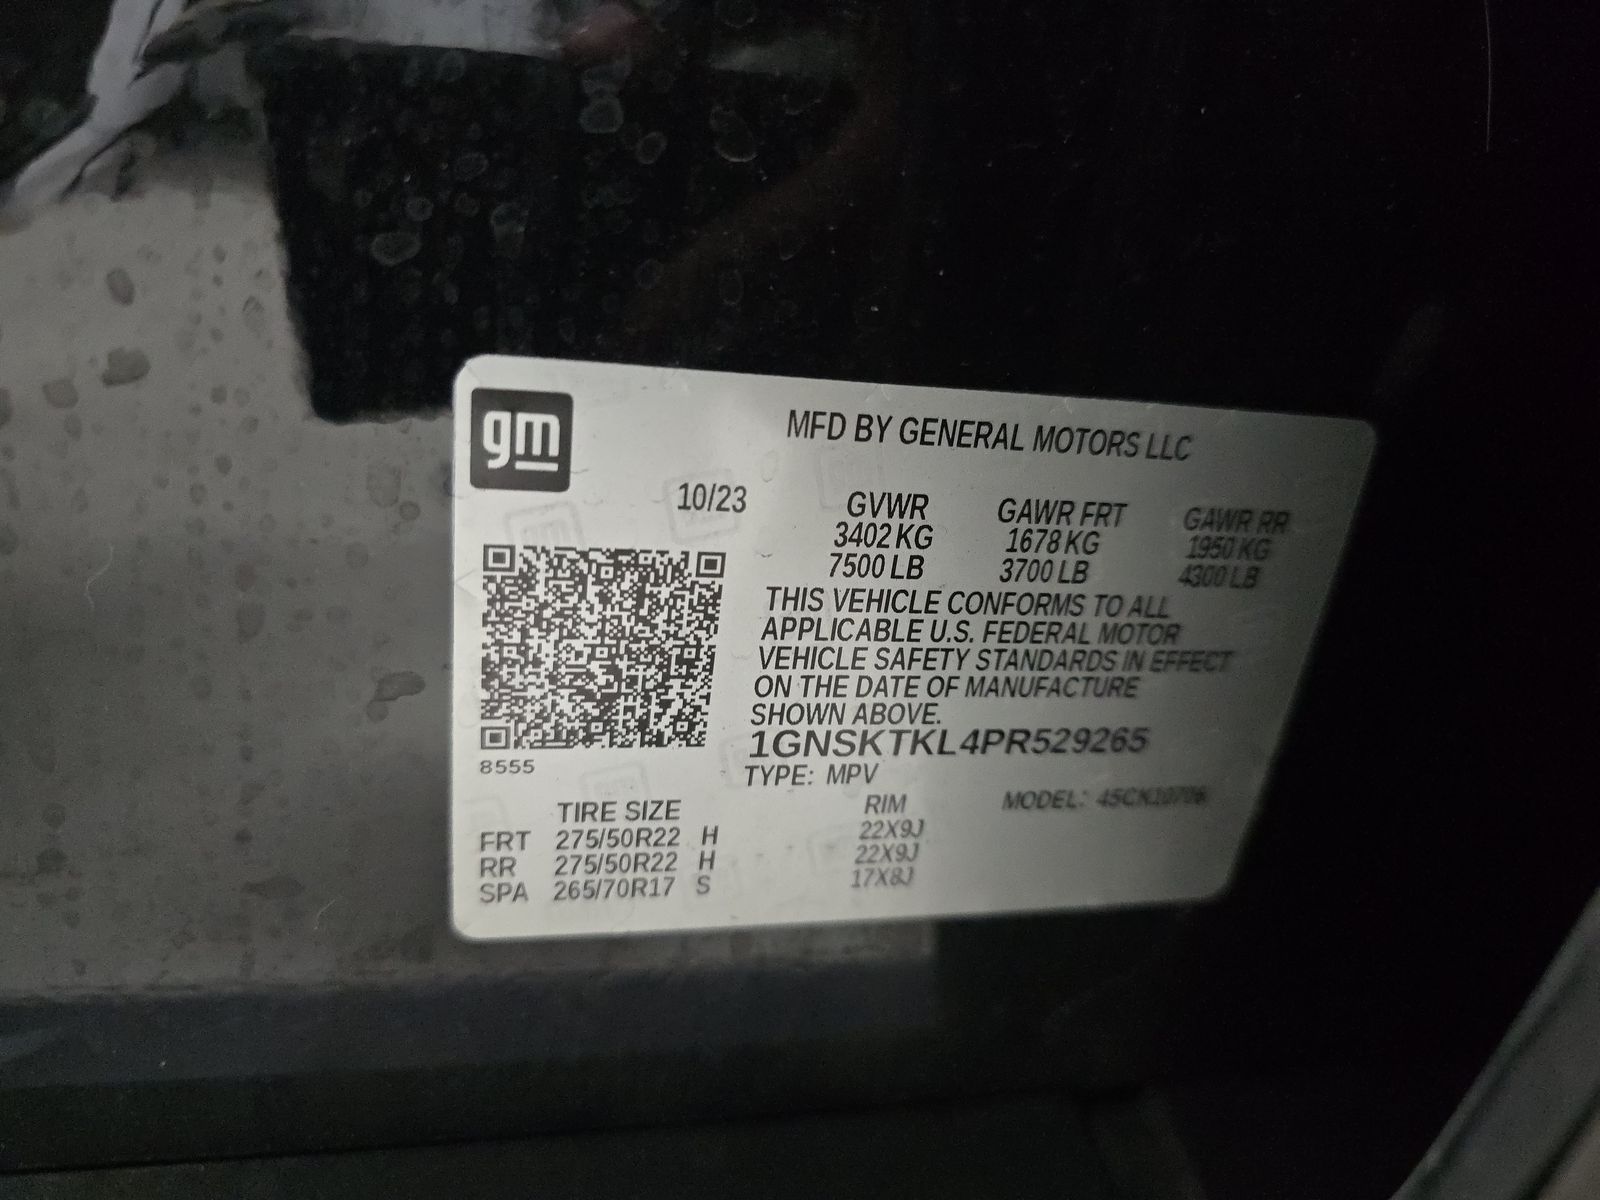 gm
MFD BY GENERAL MOTORS LLC
10/23
GVWR GAWR FRT GAWR RR
3402 KG 1678 KG 1950 KG
7500 LB 3700 LB 4300 LB
THIS VEHICLE CONFORMS TO ALL
APPLICABLE U.S. FEDERAL MOTOR
VEHICLE SAFETY STANDARDS IN EFFECT
ON THE DATE OF MANUFACTURE
SHOWN ABOVE.
1GNSKTKL4PR529265
8555
TYPE: MPV
MODEL:
TIRE SIZE RIM
FRT 275/50R22 H 22X9J
RR 275/50R22 H 22X9J
SPA 265/70R17 S 17X8J